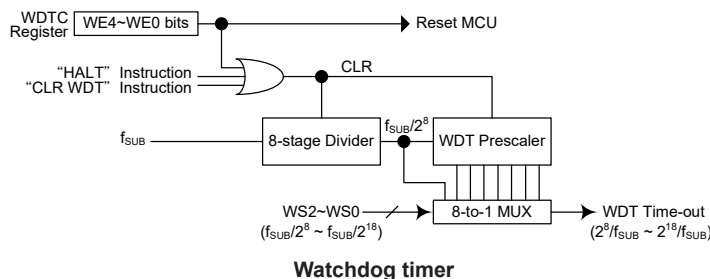 WDTC
Register
WE4~WE0 bits
Reset MCU
"HALT" Instruction
"CLR WDT" Instruction
CLR
fSUB
8-stage Divider
fSUB/2⁸
WDT Prescaler
WS2~WS0
(fSUB/2⁸ ~ fSUB/2¹⁸)
8-to-1 MUX
WDT Time-out
(2⁸/fSUB ~ 2¹⁸/fSUB)
Watchdog timer